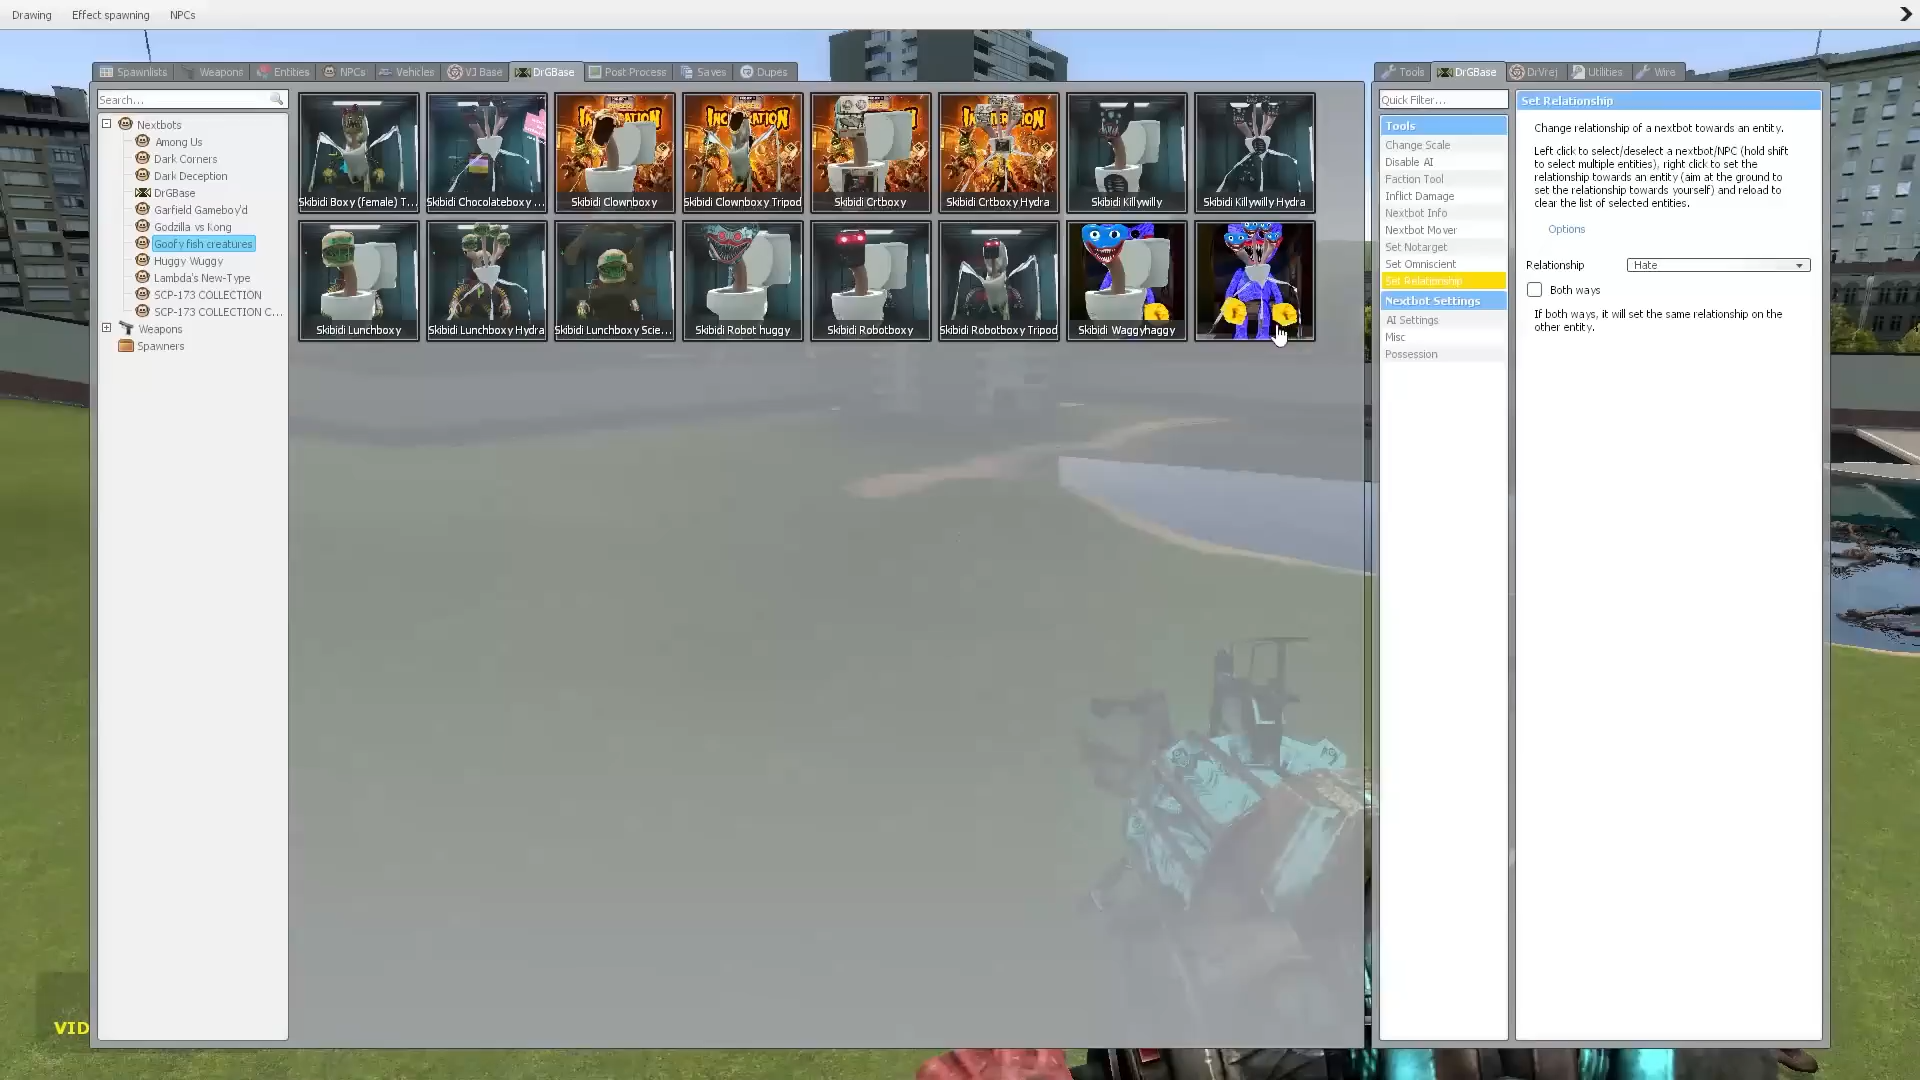 Drawing Effect spawning NPCs
Spawnlists Weapons Entities NPCs Vehicles VJ Base DrGBase Post Process Saves Dupes
Search...
Nextbots
Among Us
Dark Corners
Dark Deception
DrGBase
Garfield Gameboy'd
Godzilla vs Kong
Goofy fish creatures
Huggy Wuggy
Lambda's New-Type
SCP-173 COLLECTION
SCP-173 COLLECTION C...
Weapons
Spawners
Skibidi Boxy (female) T...
Skibidi Chocolateboxy ...
Skibidi Clownboxy
Skibidi Clownboxy Tripod
Skibidi Crtboxy
Skibidi Crtboxy Hydra
Skibidi Killywilly
Skibidi Killywilly Hydra
Skibidi Lunchboxy
Skibidi Lunchboxy Hydra
Skibidi Lunchboxy Scie...
Skibidi Robot huggy
Skibidi Robotboxy
Skibidi Robotboxy Tripod
Skibidi Waggyhaggy
Tools DrGBase DrVrej Utilities Wire
Quick Filter...
Tools
Change Scale
Disable AI
Faction Tool
Inflict Damage
Nextbot Info
Nextbot Mover
Set Notarget
Set Omniscient
Set Relationship
Nextbot Settings
AI Settings
Misc
Possession
Set Relationship
Change relationship of a nextbot towards an entity.
Left click to select/deselect a nextbot/NPC (hold shift
to select multiple entities), right click to set the
relationship towards an entity (aim at the ground to
set the relationship towards yourself) and reload to
clear the list of selected entities.
Options
Relationship Hate
Both ways
If both ways, it will set the same relationship on the
other entity.
VID